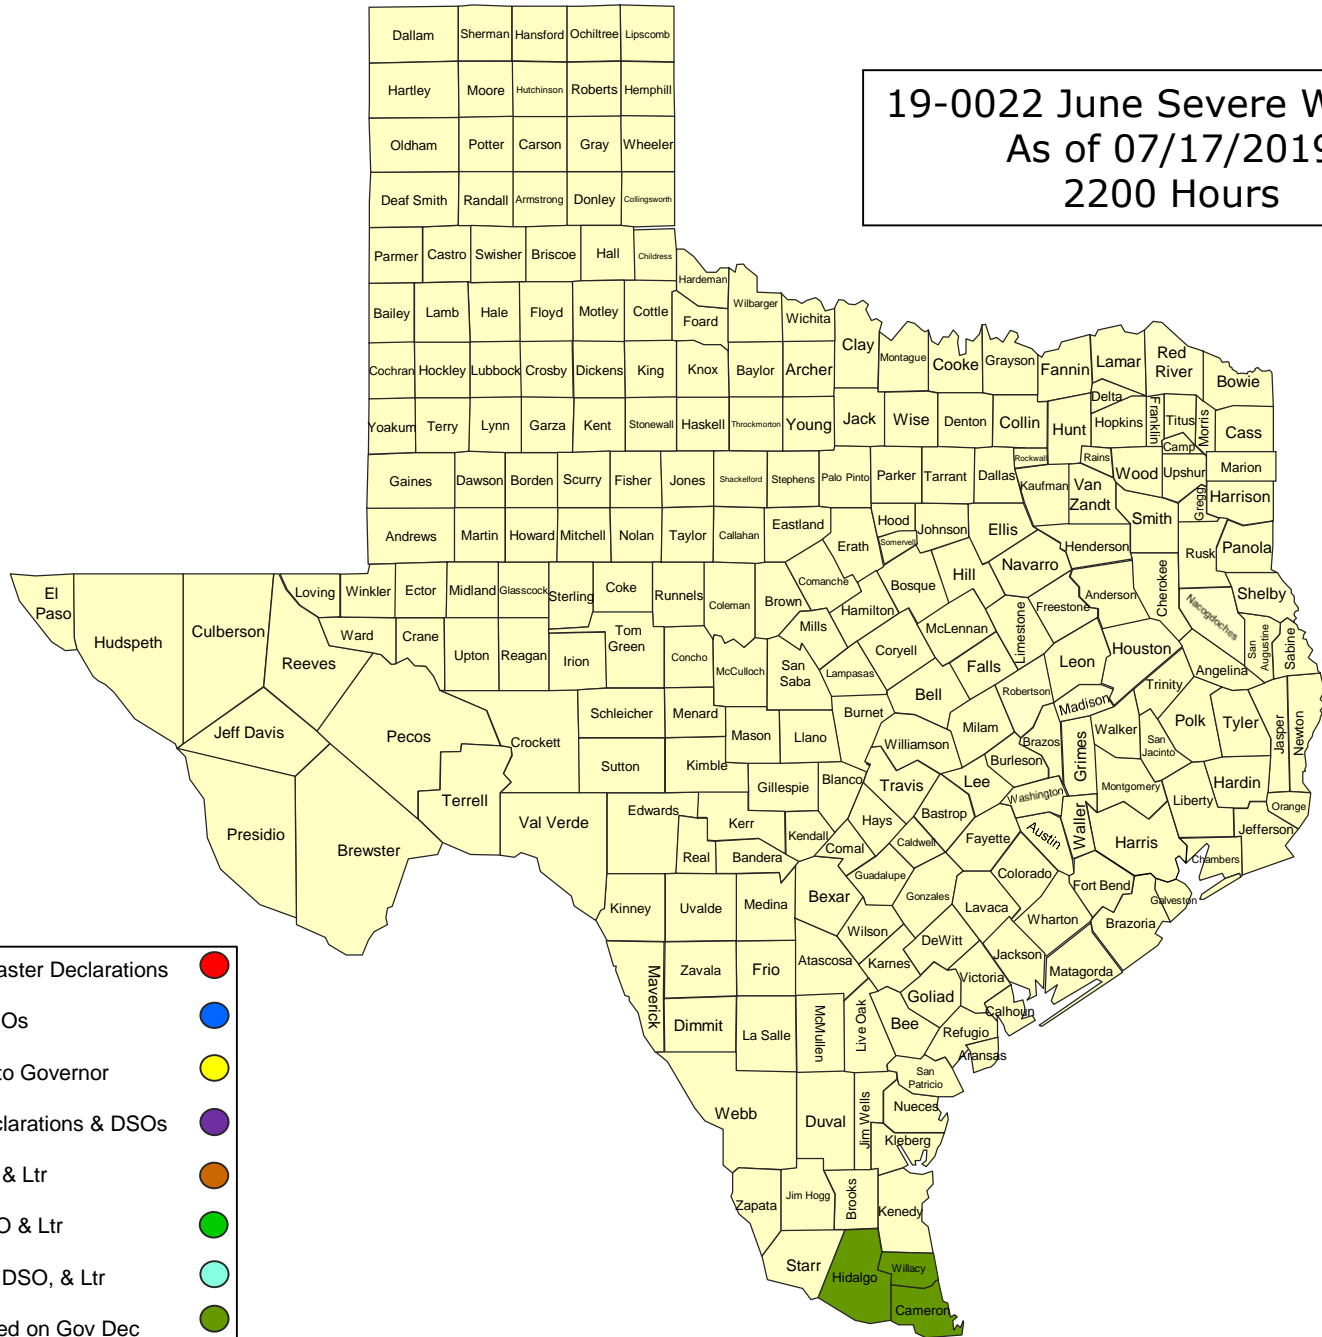 Dallam Sherman Hansford Ochiltree Lipscomb
Hartley Moore Hutchinson Roberts Hemphill
19-0022 June Severe W
As of 07/17/2019
2200 Hours
Oldham Potter Carson Gray Wheeler
Deaf Smith Randall Armstrong Donley Collingsworth
Parmer Castro Swisher Briscoe Hall Childress
Hardeman
Bailey Lamb Hale Floyd Motley Cottle Foard Wilbarger Wichita
Clay Montague Cooke Grayson Fannin Lamar Red River Bowie
Cochran Hockley Lubbock Crosby Dickens King Knox Baylor Archer
Delta
Yoakum Terry Lynn Garza Kent Stonewall Haskell Throckmorton Young Jack Wise Denton Collin Hunt Hopkins Franklin Titus Morris Cass
Camp
Rockwall Rains
Gaines Dawson Borden Scurry Fisher Jones Shackelford Stephens Palo Pinto Parker Tarrant Dallas Kaufman Van Zandt Wood Upshur Marion
Gregg Harrison
Andrews Martin Howard Mitchell Nolan Taylor Callahan Eastland Erath Hood Somervell Johnson Ellis Henderson Smith Rusk Panola
El Paso Hudspeth Culberson Loving Winkler Ector Midland Glasscock Sterling Coke Runnels Coleman Brown Comanche Hamilton Bosque Hill Navarro Freestone Anderson Cherokee Nacogdoches Shelby
Reeves Ward Crane Upton Reagan Irion Tom Green Concho McCulloch San Saba Mills Lampasas Coryell McLennan Limestone Falls Leon Houston Angelina San Augustine Sabine
Jeff Davis Pecos Crockett Schleicher Menard Mason Llano Burnet Bell Milam Robertson Madison Trinity Walker San Jacinto Polk Tyler Jasper Newton
Terrell Sutton Kimble Gillespie Blanco Williamson Travis Lee Burleson Brazos Grimes Washington Montgomery Liberty Hardin Orange
Presidio Brewster Val Verde Edwards Kerr Real Bandera Kendall Comal Hays Caldwell Bastrop Fayette Austin Waller Harris Jefferson Chambers
Kinney Uvalde Medina Bexar Guadalupe Gonzales Lavaca Colorado Wharton Fort Bend Brazoria Galveston
Maverick Zavala Frio Atascosa Wilson Karnes DeWitt Victoria Jackson Matagorda
Dimmit La Salle McMullen Live Oak Bee Goliad Refugio Calhoun Aransas
San Patricio
Webb Duval Jim Wells Nueces
Kleberg
Zapata Jim Hogg Brooks Kenedy
Starr Hidalgo Willacy
Cameron
aster Declarations
Os
to Governor
clarations & DSOs
& Ltr
O & Ltr
DSO, & Ltr
ed on Gov Dec